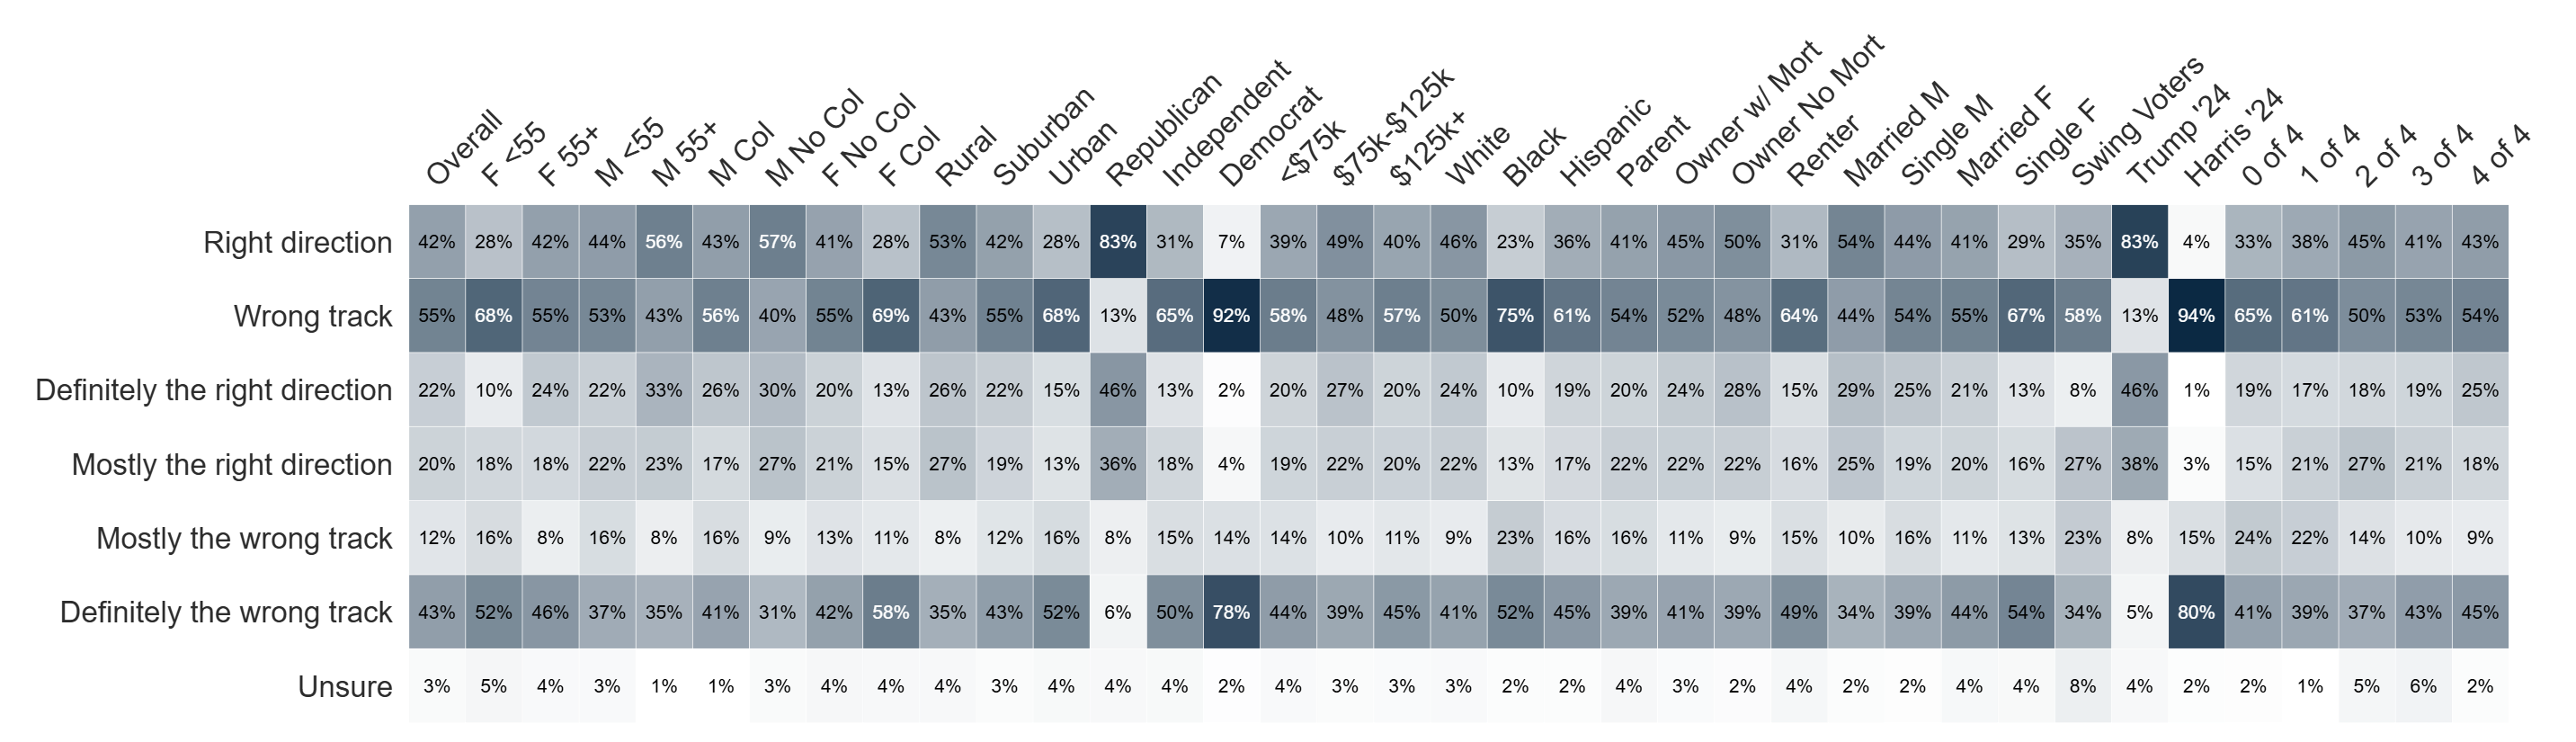 Overall F <55 F 55+ M <55 M 55+ M Col M No Col F No Col F Col Rural Suburban Urban Republican Independent Democrat <$75k $75k-$125k $125k+ White Black Hispanic Parent Owner w/ Mort Owner No Mort Renter Married M Single M Married F Single F Swing Voters Trump '24 Harris '24 0 of 4 1 of 4 2 of 4 3 of 4 4 of 4
Right direction 42% 28% 42% 44% 56% 43% 57% 41% 28% 53% 42% 28% 83% 31% 7% 39% 49% 40% 46% 23% 36% 41% 45% 50% 31% 54% 44% 41% 29% 35% 83% 4% 33% 38% 45% 41% 43%
Wrong track 55% 68% 55% 53% 43% 56% 40% 55% 69% 43% 55% 68% 13% 65% 92% 58% 48% 57% 50% 75% 61% 54% 52% 48% 64% 44% 54% 55% 67% 58% 13% 94% 65% 61% 50% 53% 54%
Definitely the right direction 22% 10% 24% 22% 33% 26% 30% 20% 13% 26% 22% 15% 46% 13% 2% 20% 27% 20% 24% 10% 19% 20% 24% 28% 15% 29% 25% 21% 13% 8% 46% 1% 19% 17% 18% 19% 25%
Mostly the right direction 20% 18% 18% 22% 23% 17% 27% 21% 15% 27% 19% 13% 36% 18% 4% 19% 22% 20% 22% 13% 17% 22% 22% 22% 16% 25% 19% 20% 16% 27% 38% 3% 15% 21% 27% 21% 18%
Mostly the wrong track 12% 16% 8% 16% 8% 16% 9% 13% 11% 8% 12% 16% 8% 15% 14% 14% 10% 11% 9% 23% 16% 16% 11% 9% 15% 10% 16% 11% 13% 23% 8% 15% 24% 22% 14% 10% 9%
Definitely the wrong track 43% 52% 46% 37% 35% 41% 31% 42% 58% 35% 43% 52% 6% 50% 78% 44% 39% 45% 41% 52% 45% 39% 41% 39% 49% 34% 39% 44% 54% 34% 5% 80% 41% 39% 37% 43% 45%
Unsure 3% 5% 4% 3% 1% 1% 3% 4% 4% 4% 3% 4% 4% 4% 2% 4% 3% 3% 3% 2% 2% 4% 3% 2% 4% 2% 2% 4% 4% 8% 4% 2% 2% 1% 5% 6% 2%